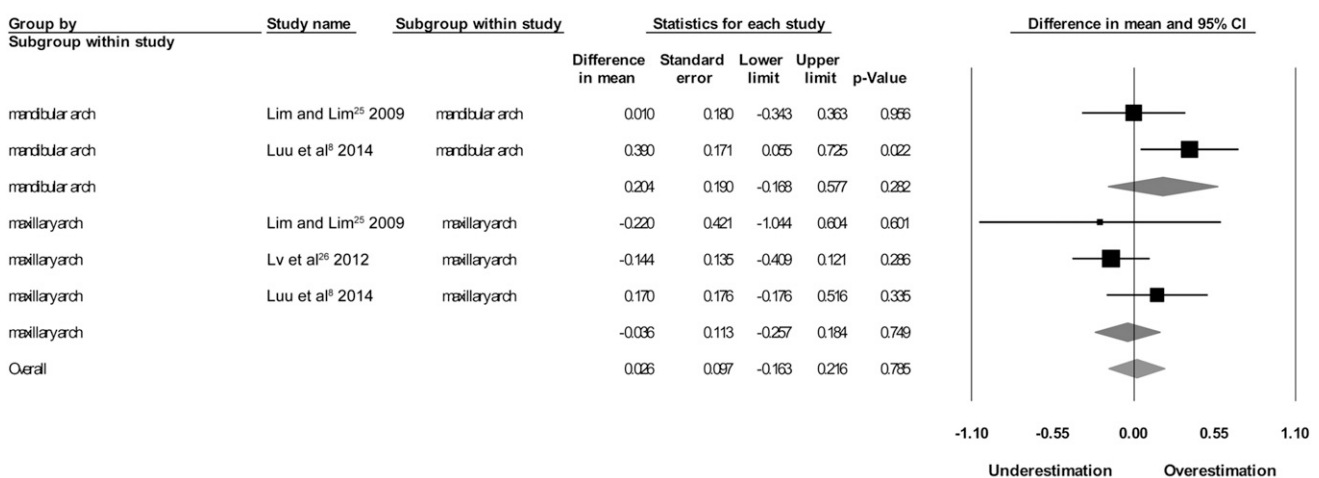 Group by Study name Subgroup within study Statistics for each study Difference in mean and 95% CI
Subgroup within study
Difference Standard Lower Upper
in mean error limit limit p-Value
mandibular arch Lim and Lim²⁵ 2009 mandibular arch 0.010 0.180 -0.343 0.363 0.956
mandibular arch Luu et al⁸ 2014 mandibular arch 0.390 0.171 0.055 0.725 0.022
mandibular arch 0.204 0.190 -0.168 0.577 0.282
maxillary arch Lim and Lim²⁵ 2009 maxillary arch -0.220 0.421 -1.044 0.604 0.601
maxillary arch Lv et al²⁶ 2012 maxillary arch -0.144 0.135 -0.409 0.121 0.286
maxillary arch Luu et al⁸ 2014 maxillary arch 0.170 0.176 -0.176 0.516 0.335
maxillary arch -0.036 0.113 -0.257 0.184 0.749
Overall 0.026 0.097 -0.163 0.216 0.785
-1.10 -0.55 0.00 0.55 1.10
Underestimation Overestimation